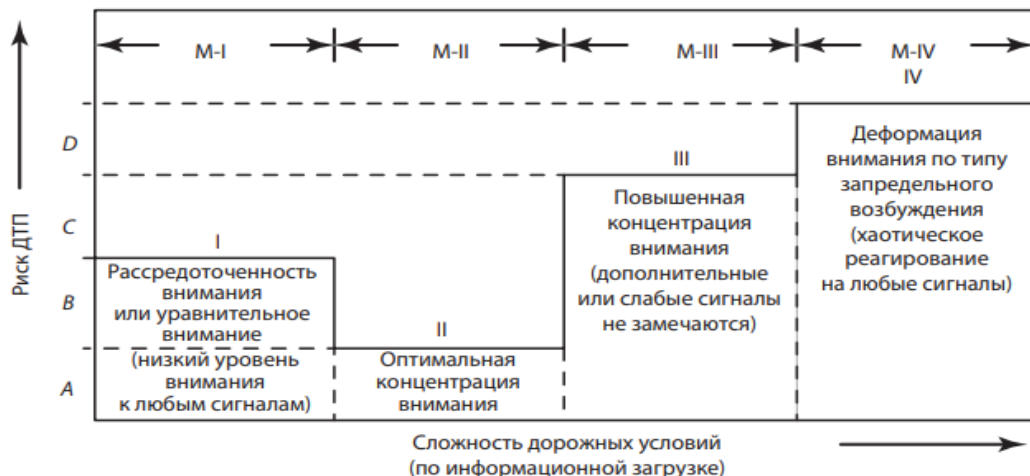 М-I
М-II
М-III
М-IV
IV
Риск ДТП
D
C
B
A
I
Рассредоточенность
внимания
или уравнительное
внимание
(низкий уровень
внимания
к любым сигналам)
II
Оптимальная
концентрация
внимания
III
Повышенная
концентрация
внимания
(дополнительные
или слабые сигналы
не замечаются)
Деформация
внимания по типу
запредельного
возбуждения
(хаотическое
реагирование
на любые сигналы)
Сложность дорожных условий
(по информационной загрузке)